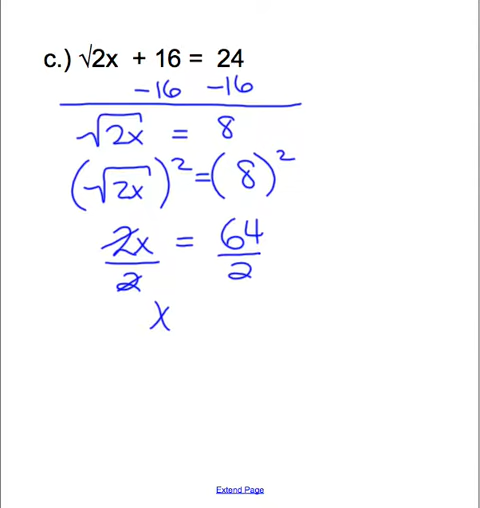 c.) √2x + 16 = 24
-16 -16
√2x = 8
(√2x)² = (8)²
2x = 64
2 2
x
Extend Page